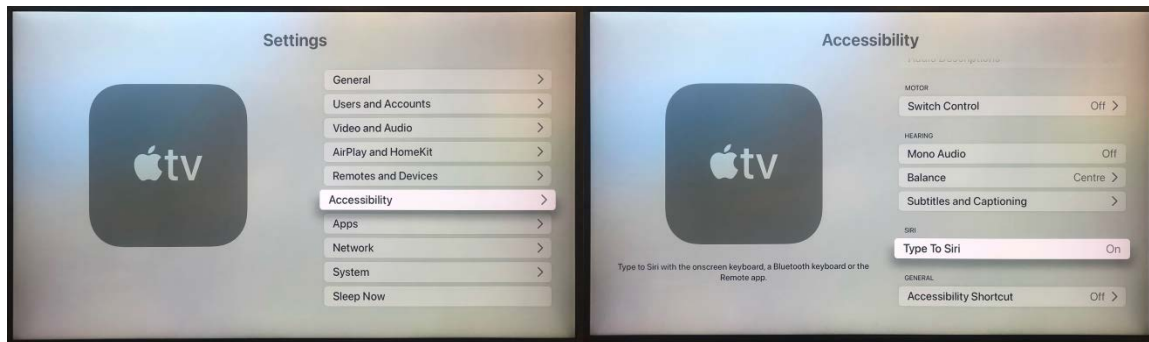 Settings
General
Users and Accounts
Video and Audio
AirPlay and HomeKit
Remotes and Devices
Accessibility
Apps
Network
System
Sleep Now
tv
Accessibility
Audio Descriptions
MOTOR
Switch Control Off
HEARING
Mono Audio Off
Balance Centre
Subtitles and Captioning
SIRI
Type To Siri On
GENERAL
Accessibility Shortcut Off
tv
Type to Siri with the onscreen keyboard, a Bluetooth keyboard or the
Remote app.